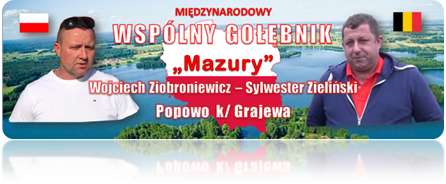 MIĘDZYNARODOWY
WSPÓLNY GOŁĘBNIK
„Mazury”
Wojciech Ziobroniewicz – Sylwester Zieliński
Popowo k/ Grajewa